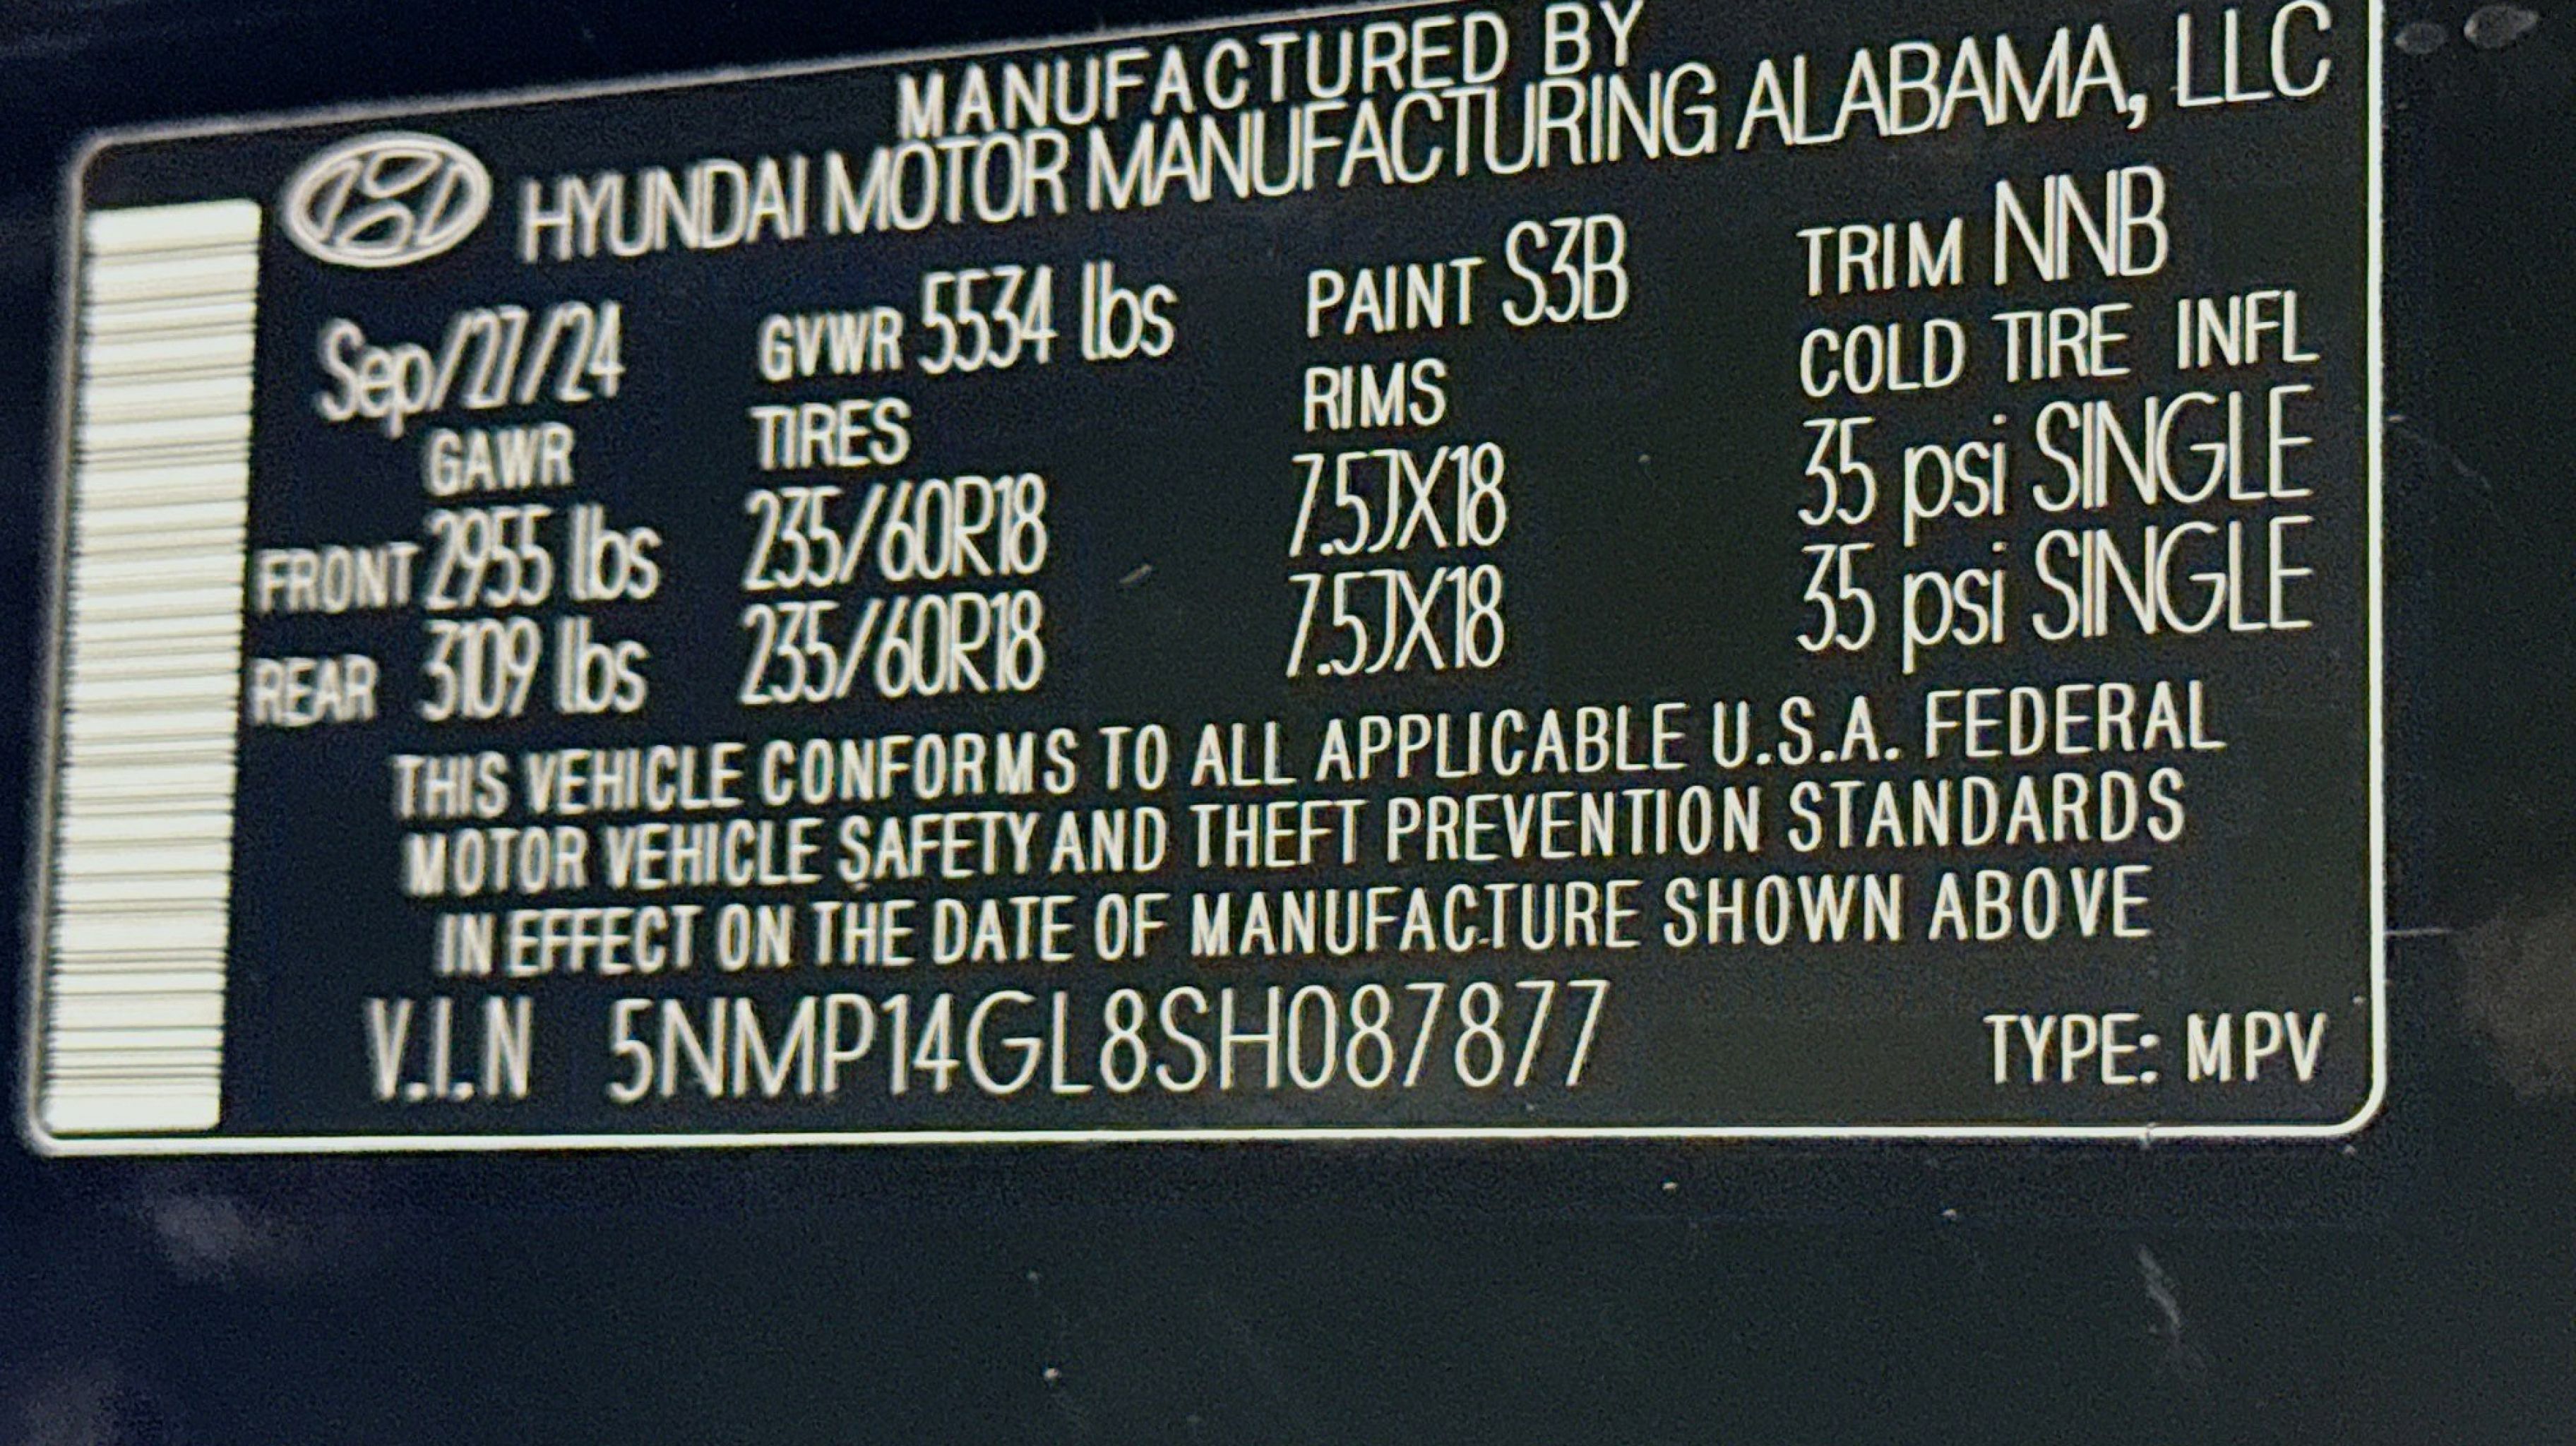 MANUFACTURED BY
HYUNDAI MOTOR MANUFACTURING ALABAMA, LLC
Sep/27/24 GVWR 5534 lbs PAINT S3B TRIM NNB
GAWR TIRES RIMS COLD TIRE INFL
FRONT 2955 lbs 235/60R18 7.5JX18 35 psi SINGLE
REAR 3109 lbs 235/60R18 7.5JX18 35 psi SINGLE
THIS VEHICLE CONFORMS TO ALL APPLICABLE U.S.A. FEDERAL
MOTOR VEHICLE SAFETY AND THEFT PREVENTION STANDARDS
IN EFFECT ON THE DATE OF MANUFACTURE SHOWN ABOVE
V.I.N 5NMP14GL8SH087877 TYPE: MPV